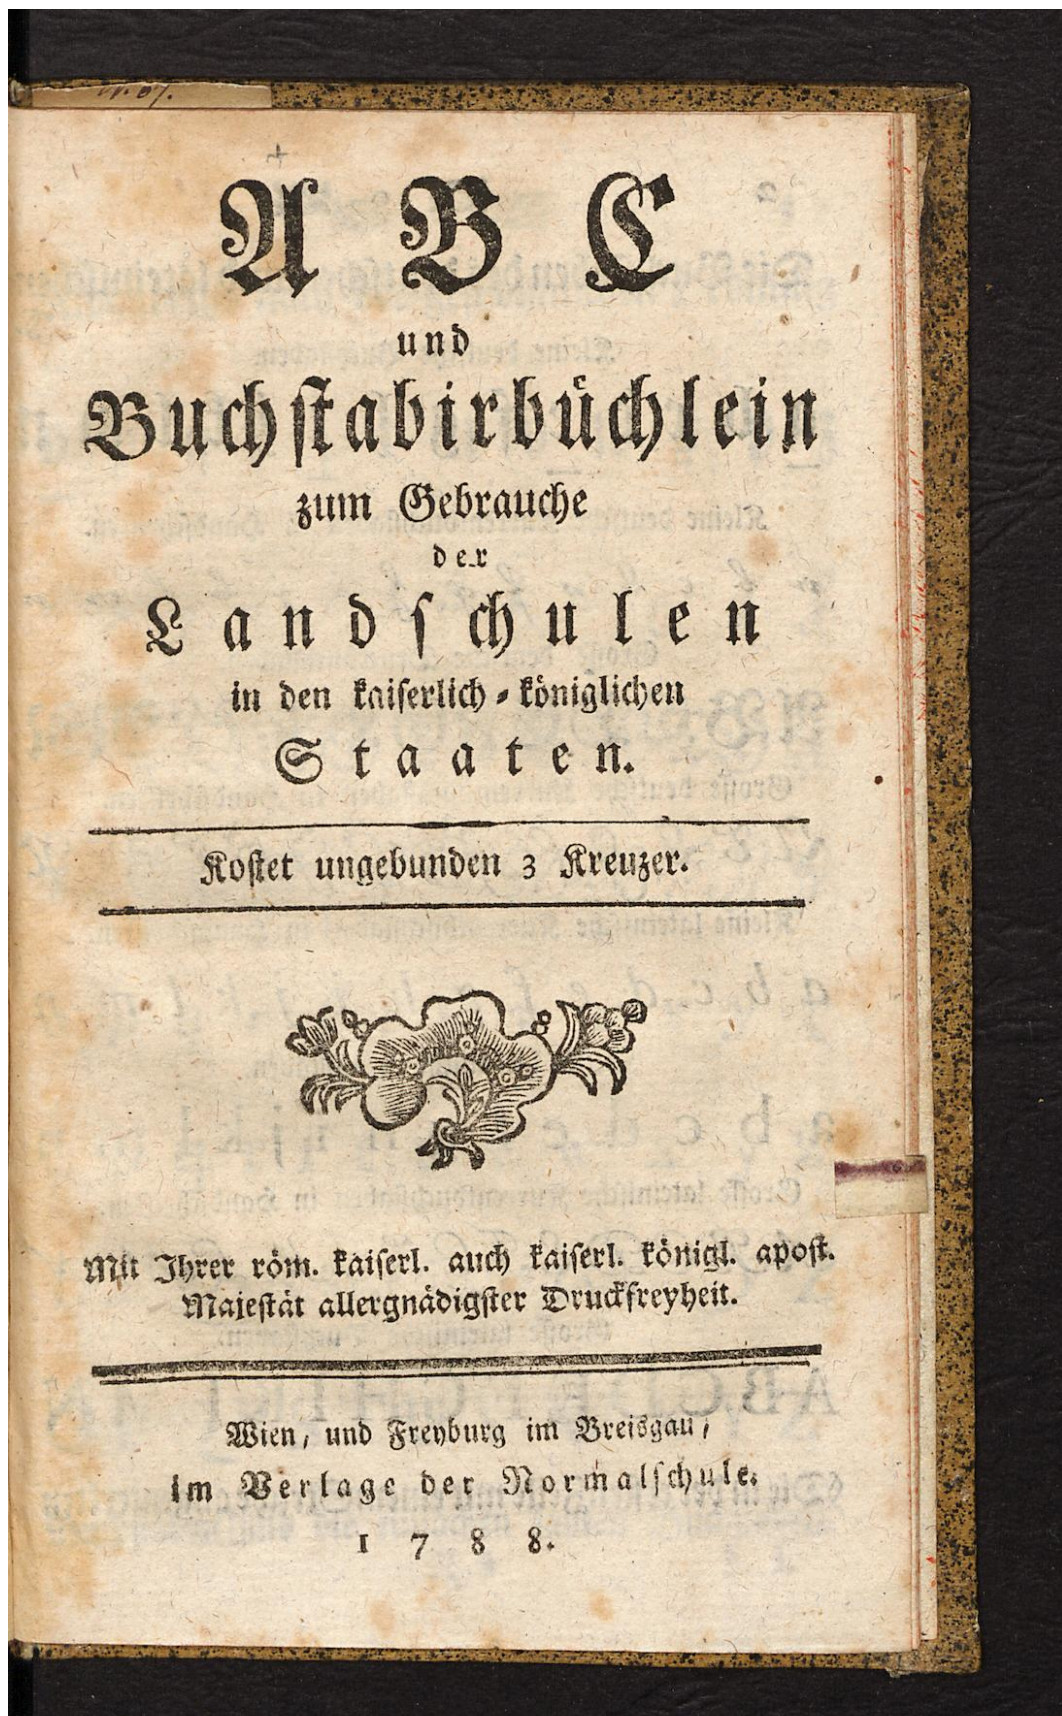 A B C
und
Buchstabirbüchlein
zum Gebrauche
der
Landschulen
in den kaiserlich-königlichen
Staaten.
Kostet ungebunden 3 Kreuzer.
Mit Ihrer röm. kaiserl. auch kaiserl. königl. apost.
Majestät allergnädigster Druckfreyheit.
Wien, und Freyburg im Breisgau,
im Verlage der Normalschule.
1788.